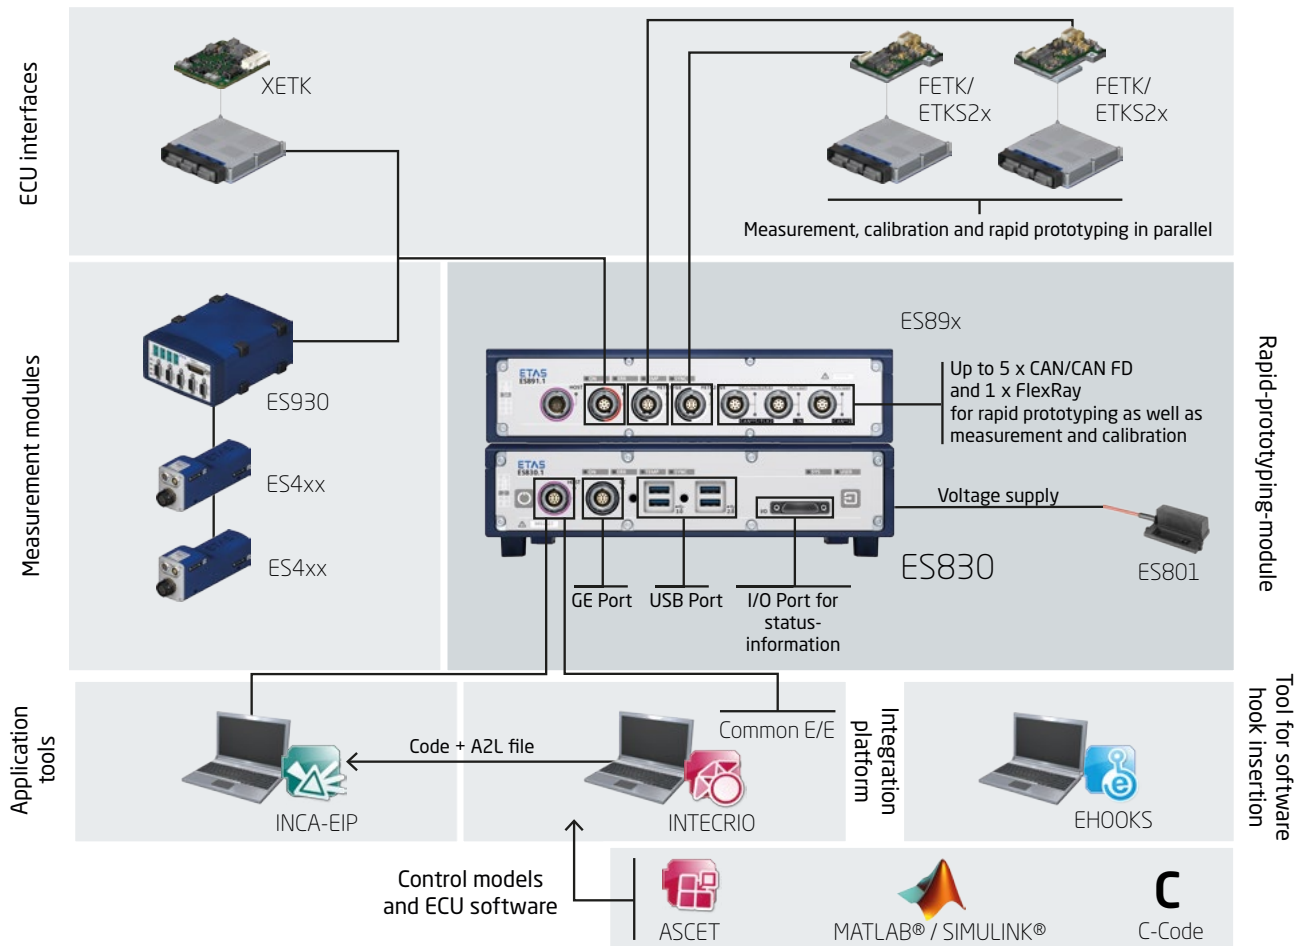 ECU interfaces
XETK
FETK/
ETKS2x
FETK/
ETKS2x
Measurement, calibration and rapid prototyping in parallel
Measurement modules
ES930
ES4xx
ES4xx
Rapid-prototyping-module
ES89x
ETAS
ES891.1
HOST
Up to 5 x CAN/CAN FD
and 1 x FlexRay
for rapid prototyping as well as
measurement and calibration
ETAS
ES830.1
HOST
I/O
Voltage supply
ES830
ES801
GE Port
USB Port
I/O Port for
status-
information
Application
tools
Code + A2L file
INCA-EIP
Common E/E
INTECRIO
Integration
platform
EHOOKS
Tool for software
hook insertion
Control models
and ECU software
ASCET
MATLAB® / SIMULINK®
C
C-Code